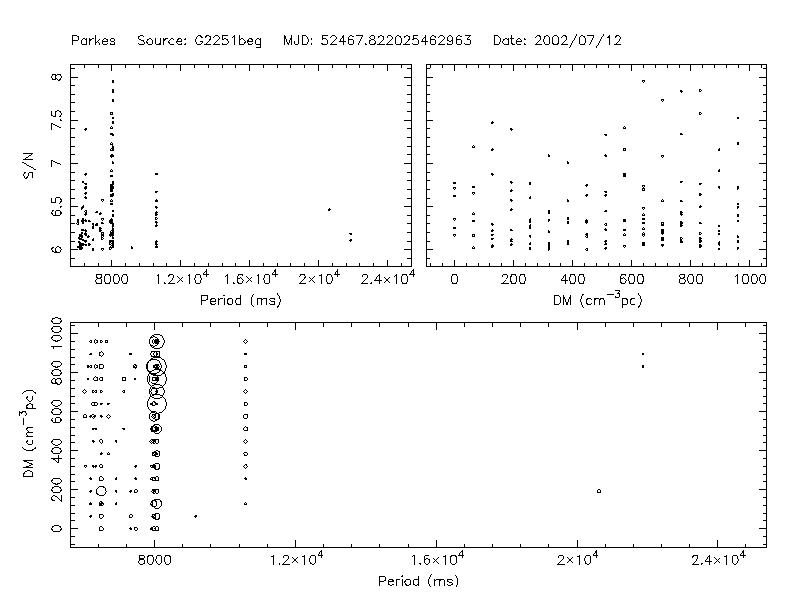 Parkes Source: G2251beg MJD: 52467.822025462963 Date: 2002/07/12
8
7.5
7
6.5
6
S/N
8000 1.2×10⁴ 1.6×10⁴ 2×10⁴ 2.4×10⁴
Period (ms)
0 200 400 600 800 1000
DM (cm⁻³pc)
1000
800
600
400
200
0
DM (cm⁻³pc)
8000 1.2×10⁴ 1.6×10⁴ 2×10⁴ 2.4×10⁴
Period (ms)